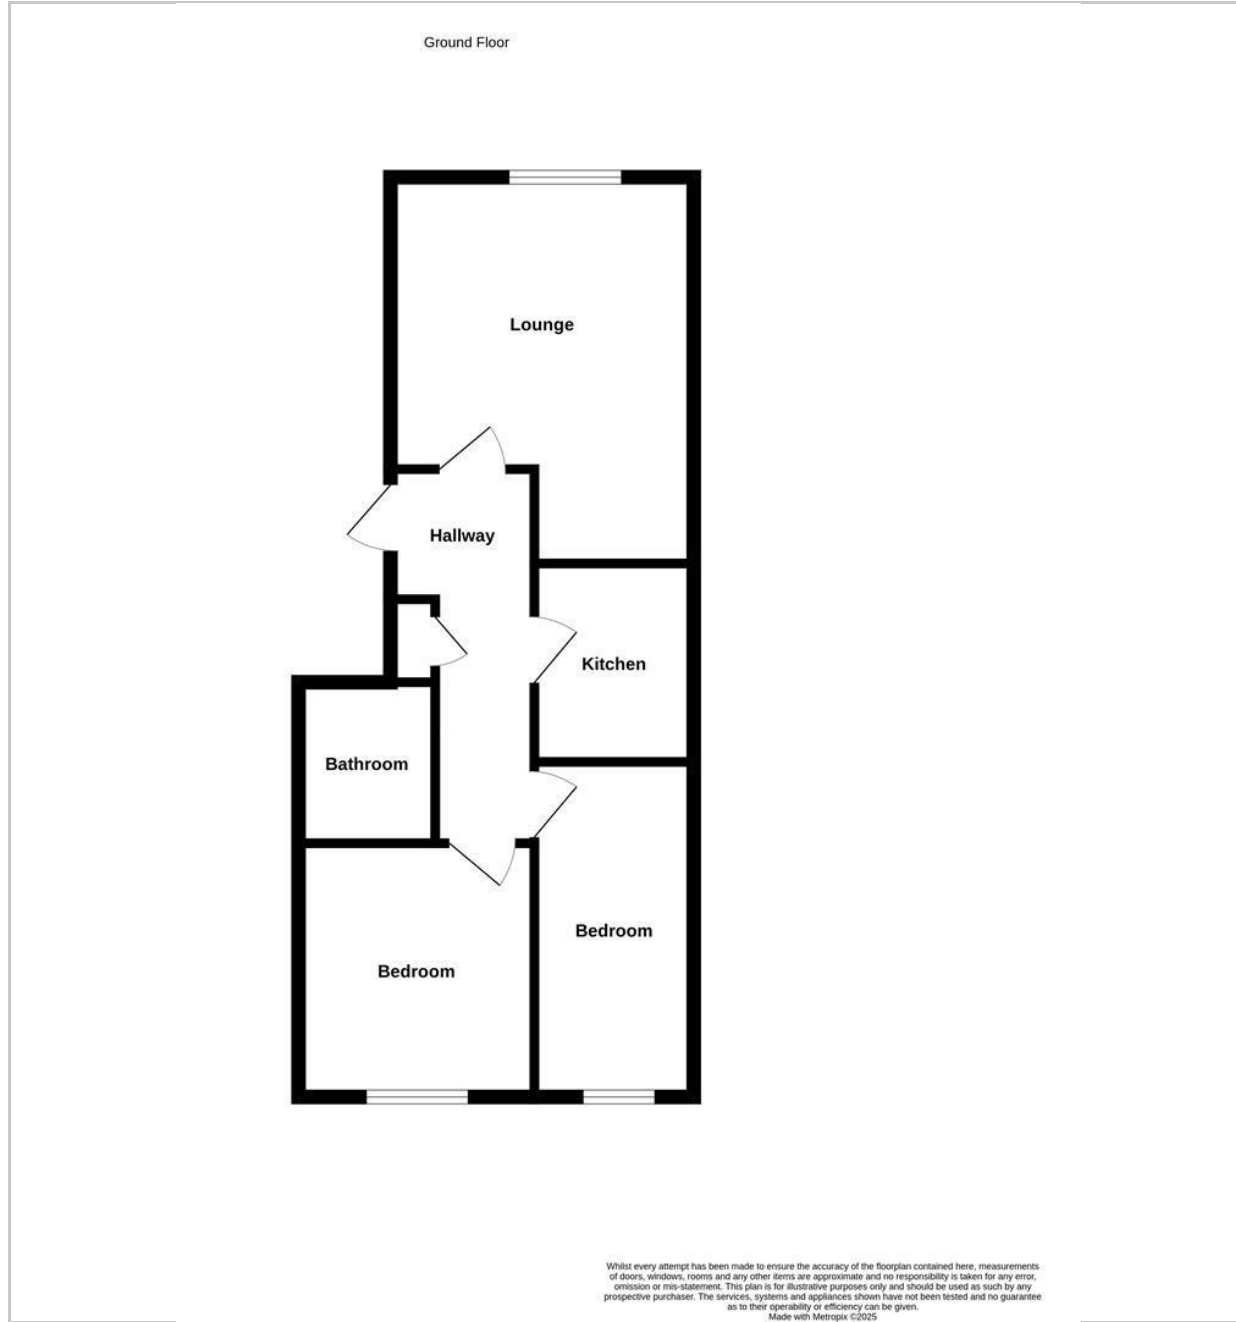 Ground Floor
Lounge
Hallway
Kitchen
Bathroom
Bedroom
Bedroom
Whilst every attempt has been made to ensure the accuracy of the floorplan contained here, measurements
of doors, windows, rooms and any other items are approximate and no responsibility is taken for any error,
omission or mis-statement. This plan is for illustrative purposes only and should be used as such by any
prospective purchaser. The services, systems and appliances shown have not been tested and no guarantee
as to their operability or efficiency can be given.
Made with Metropix ©2025